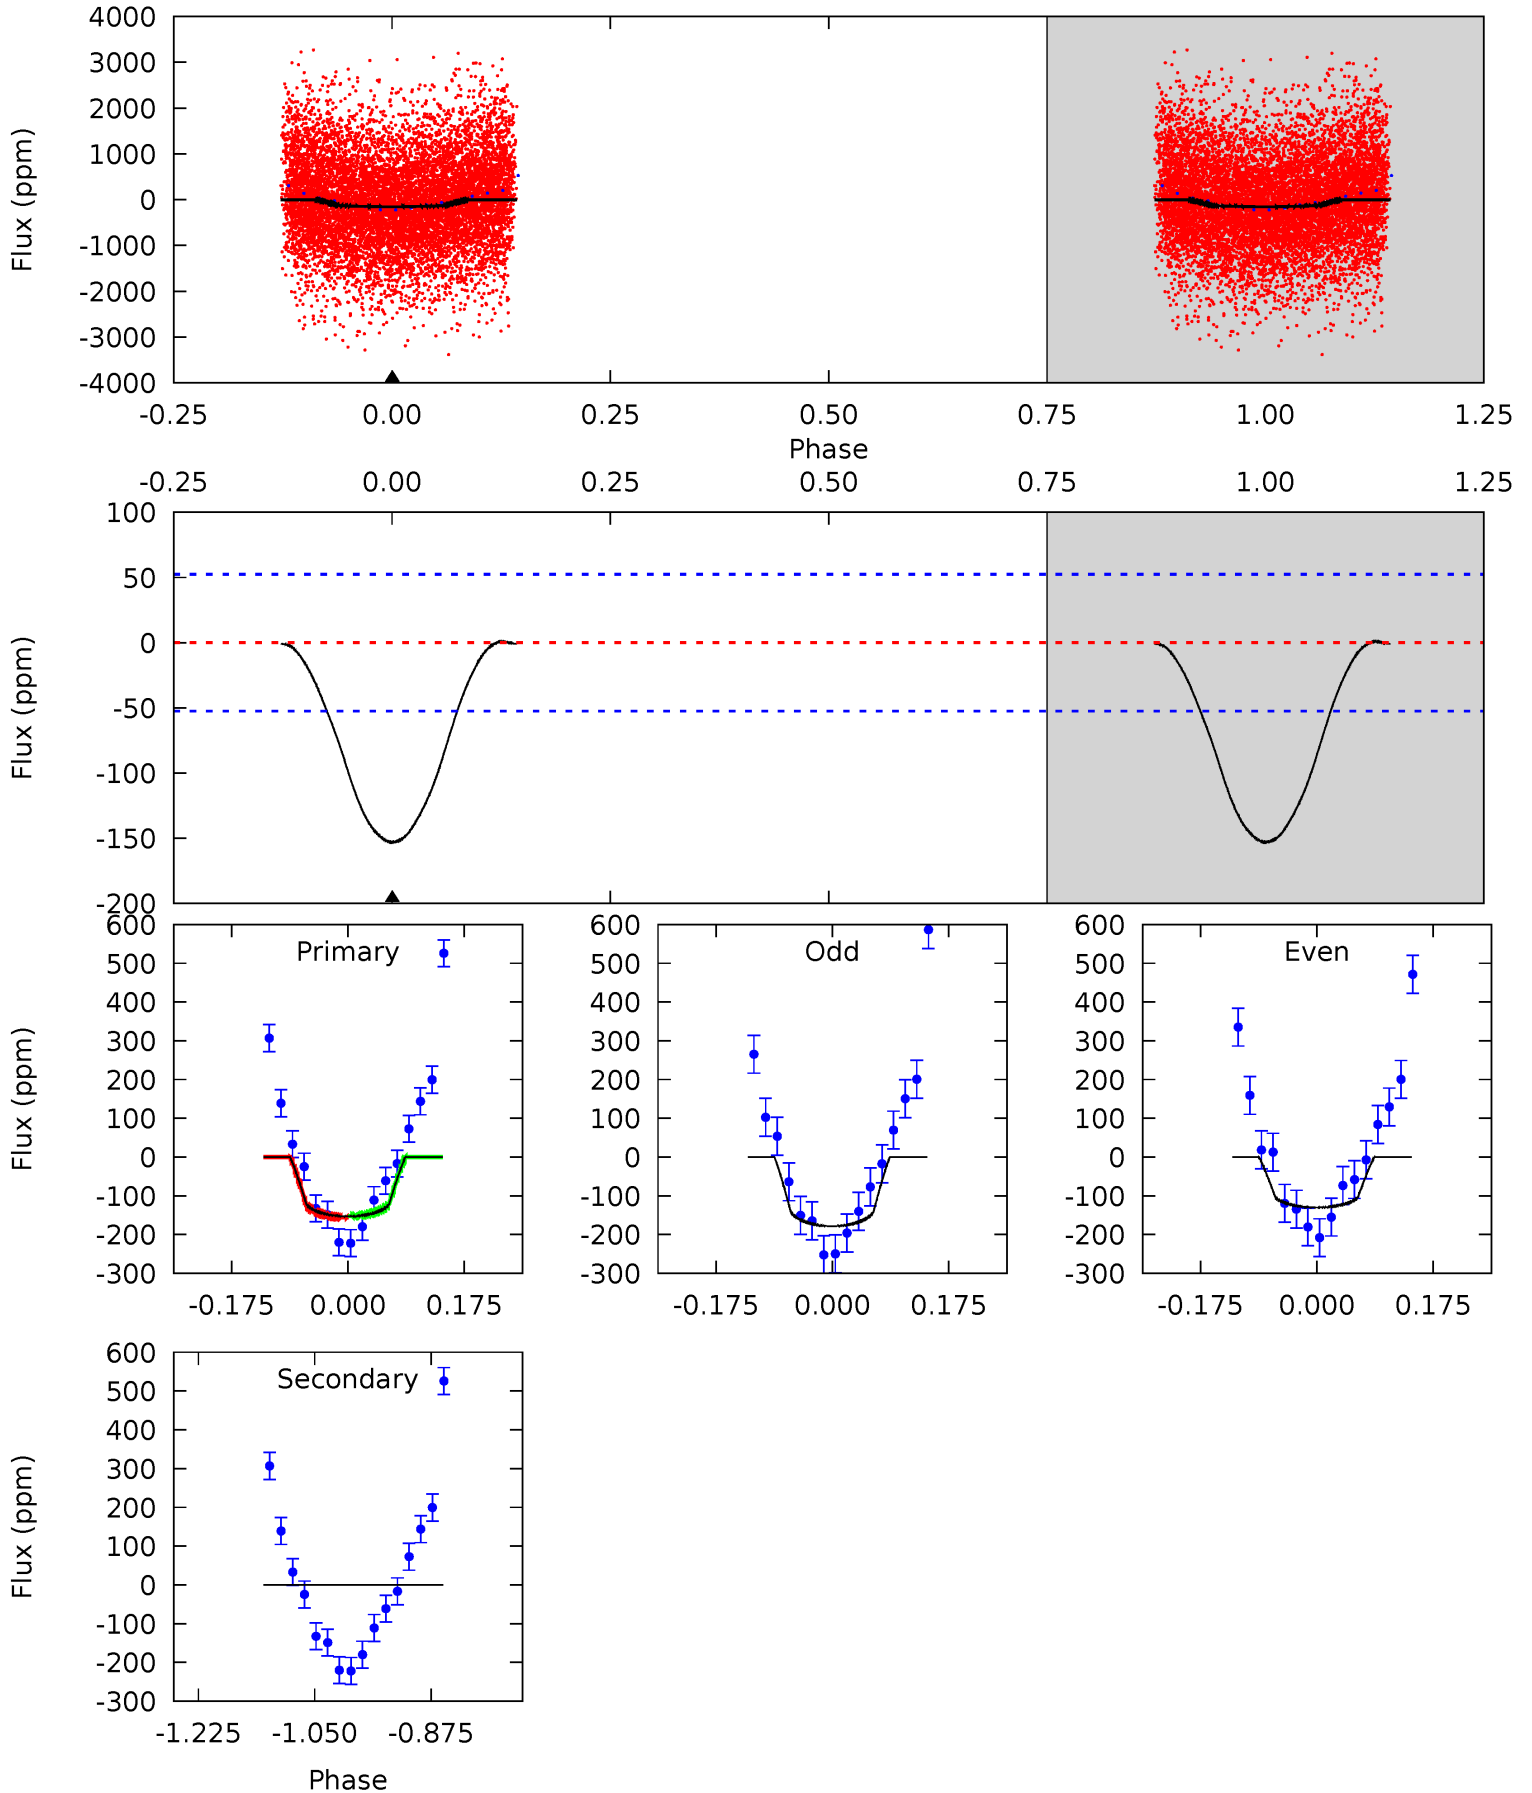 4000
3000
2000
1000
0
-1000
-2000
-3000
-4000
Flux (ppm)
-0.25 0.00 0.25 0.50 0.75 1.00 1.25
Phase
-0.25 0.00 0.25 0.50 0.75 1.00 1.25
100
50
0
-50
-100
-150
-200
Flux (ppm)
600 600 600
Primary Odd Even
500 500 500
400 400 400
300 300 300
200 200 200
100 100 100
0 0 0
-100 -100 -100
-200 -200 -200
-300 -300 -300
Flux (ppm)
-0.175 0.000 0.175 -0.175 0.000 0.175 -0.175 0.000 0.175
600
Secondary
500
400
300
200
100
0
-100
-200
-300
Flux (ppm)
-1.225 -1.050 -0.875
Phase